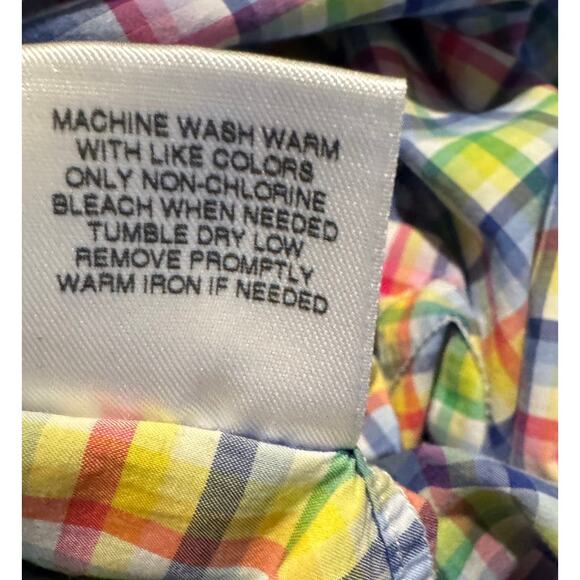 MACHINE WASH WARM
WITH LIKE COLORS
ONLY NON-CHLORINE
BLEACH WHEN NEEDED
TUMBLE DRY LOW
REMOVE PROMPTLY
WARM IRON IF NEEDED